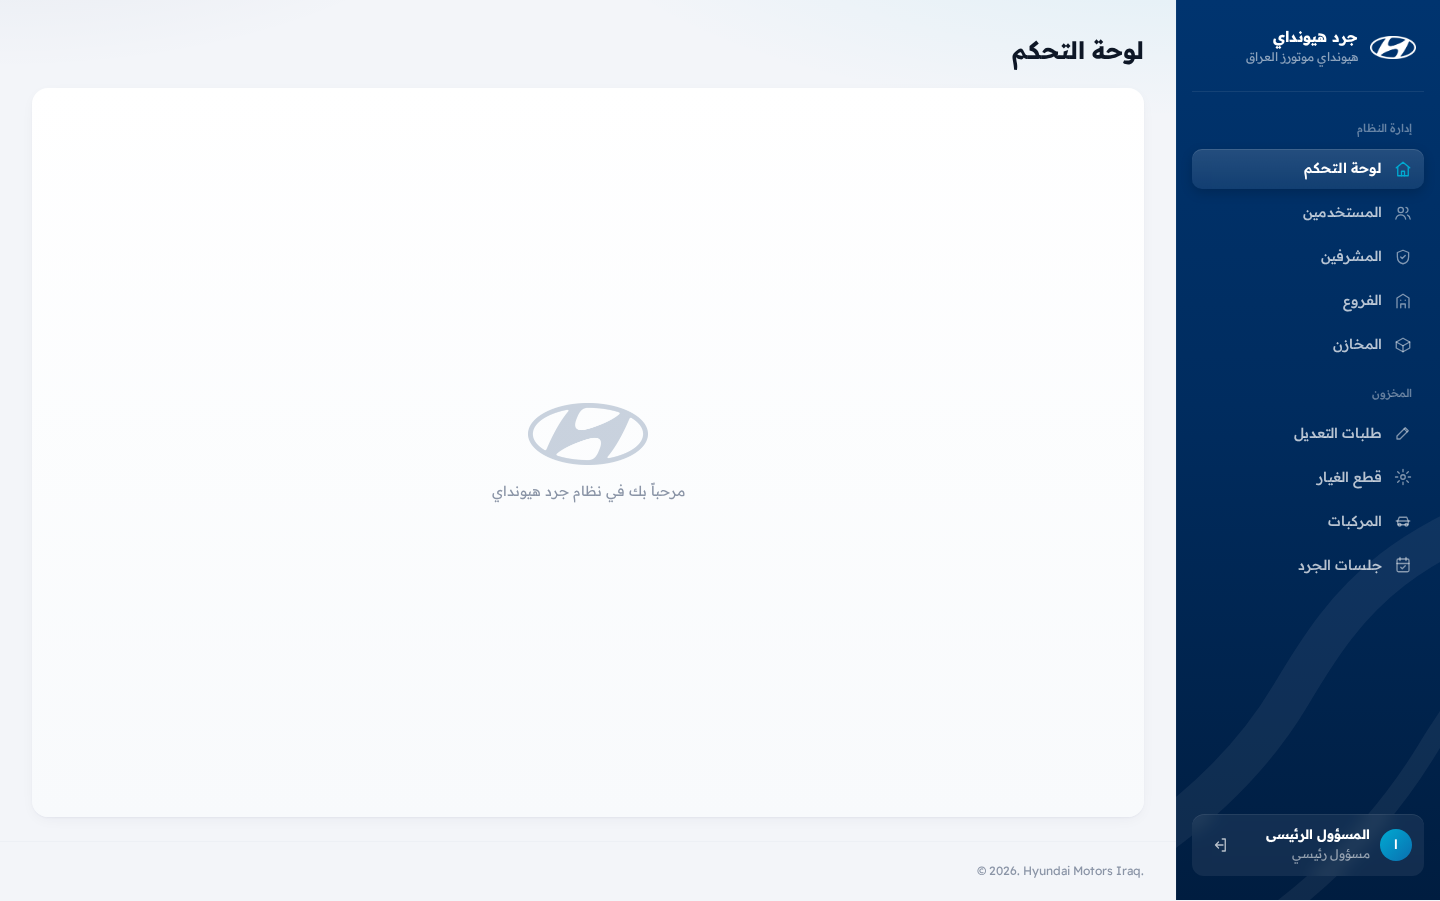 جرد هيونداي
هيونداي موتورز العراق
إدارة النظام
لوحة التحكم
المستخدمين
المشرفين
الفروع
المخازن
المخزون
طلبات التعديل
قطع الغيار
المركبات
جلسات الجرد
ا
المسؤول الرئيسي
مسؤول رئيسي
لوحة التحكم
مرحباً بك في نظام جرد هيونداي
© 2026. Hyundai Motors Iraq.